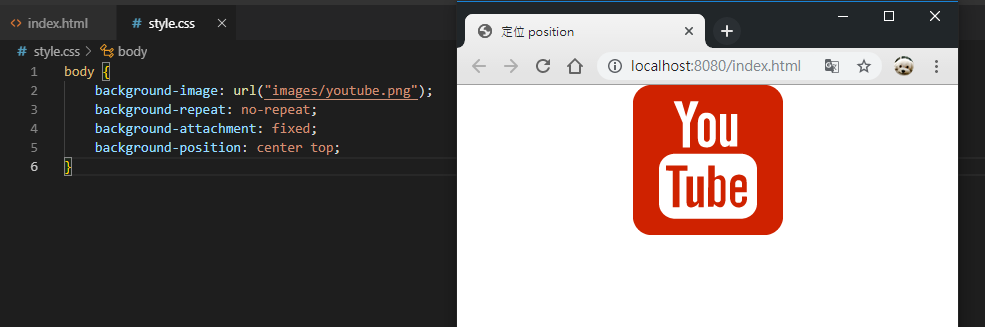 index.html
style.css
style.css > body
1 body {
2 background-image: url("images/youtube.png");
3 background-repeat: no-repeat;
4 background-attachment: fixed;
5 background-position: center top;
6 }
定位 position
localhost:8080/index.html
You
Tube